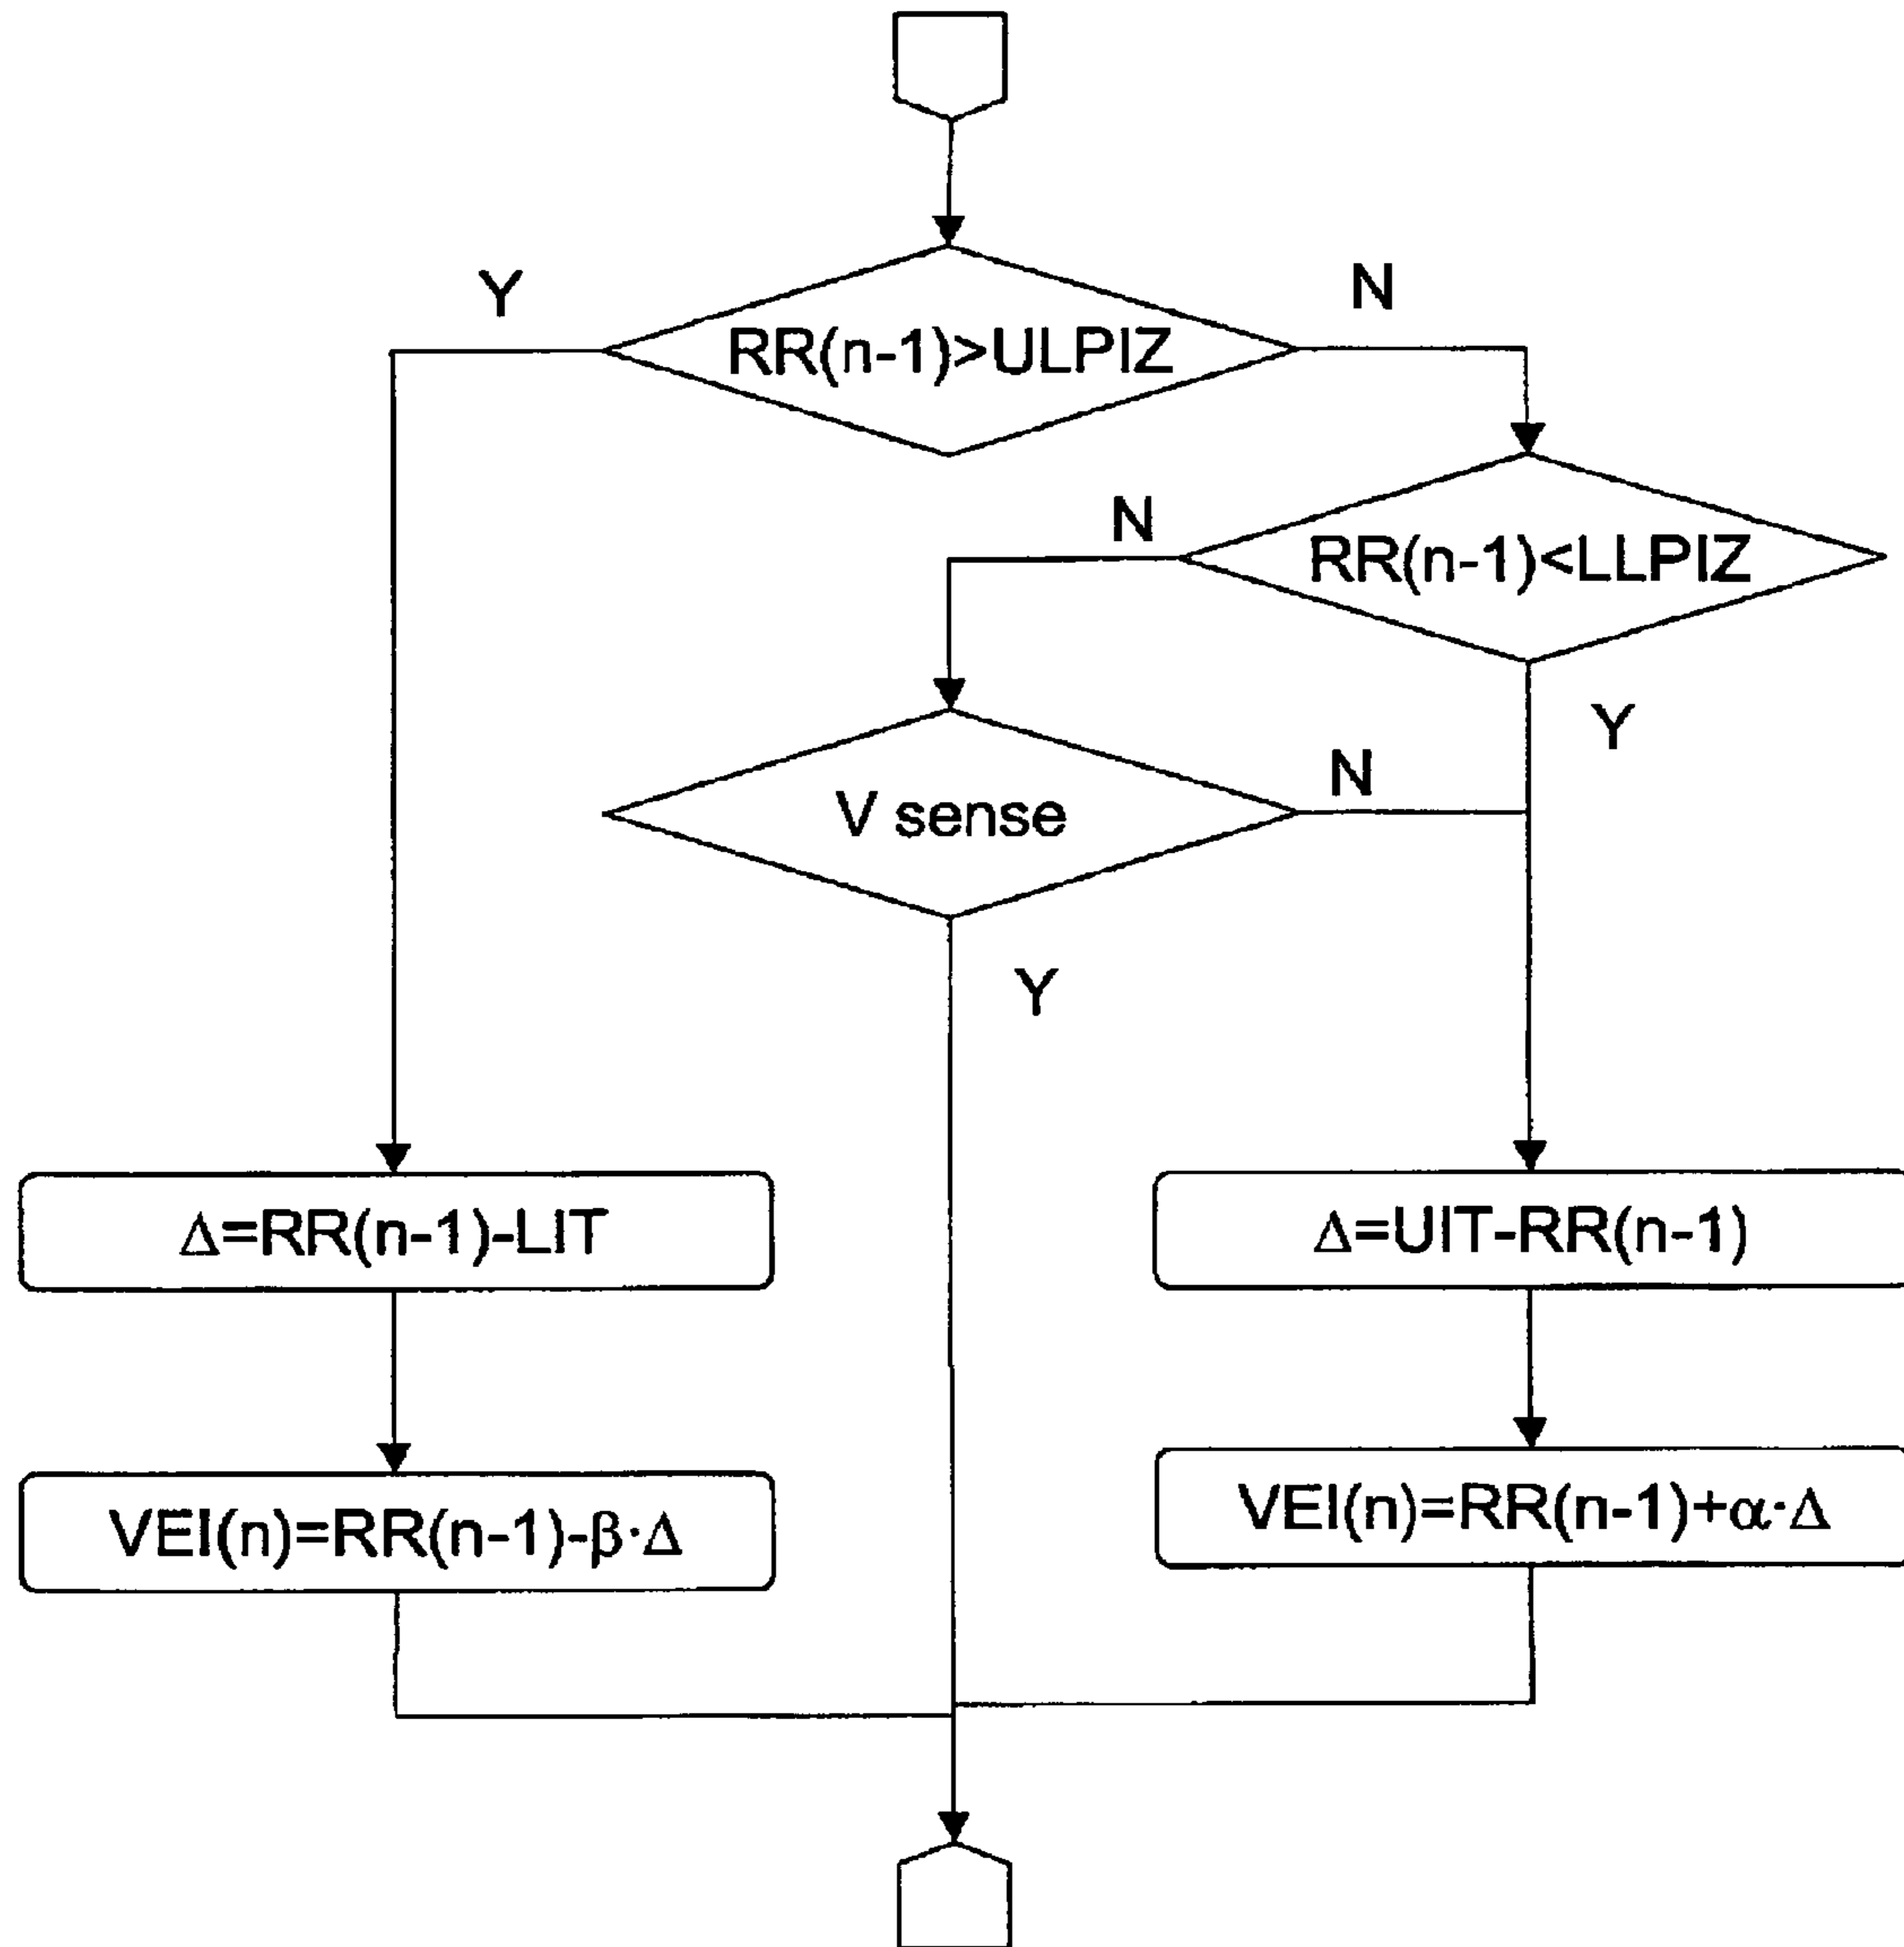 Y
N
RR(n-1)>ULPIZ
N
RR(n-1)<LLPIZ
Y
N
V sense
Y
Δ=RR(n-1)-LIT
Δ=UIT-RR(n-1)
VEI(n)=RR(n-1)-β·Δ
VEI(n)=RR(n-1)+α·Δ